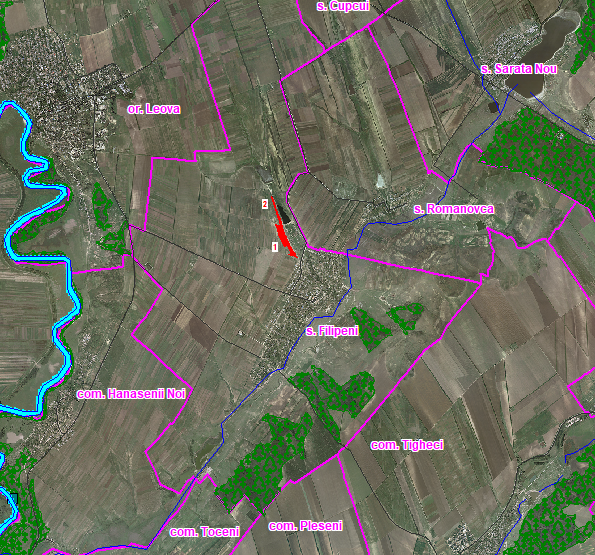 s. Cupcui
s. Sarata Nou
or. Leova
2
s. Romanovca
1
s. Filipeni
com. Hanasenii Noi
com. Tigheci
com. Pleseni
com. Toceni